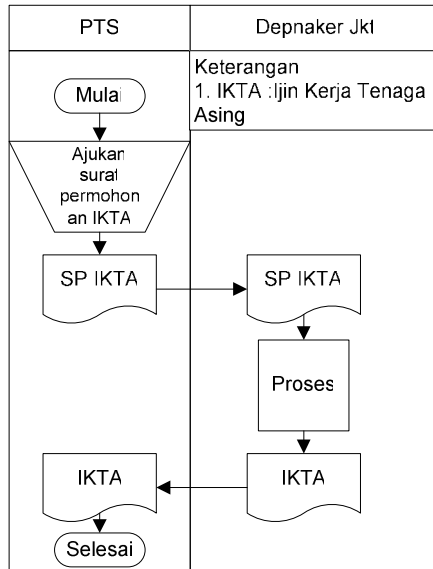 PTS
Depnaker Jkt
Keterangan
1. IKTA :Ijin Kerja Tenaga
Asing
Mulai
Ajukan
surat
permohon
an IKTA
SP IKTA
SP IKTA
Proses
IKTA
IKTA
Selesai